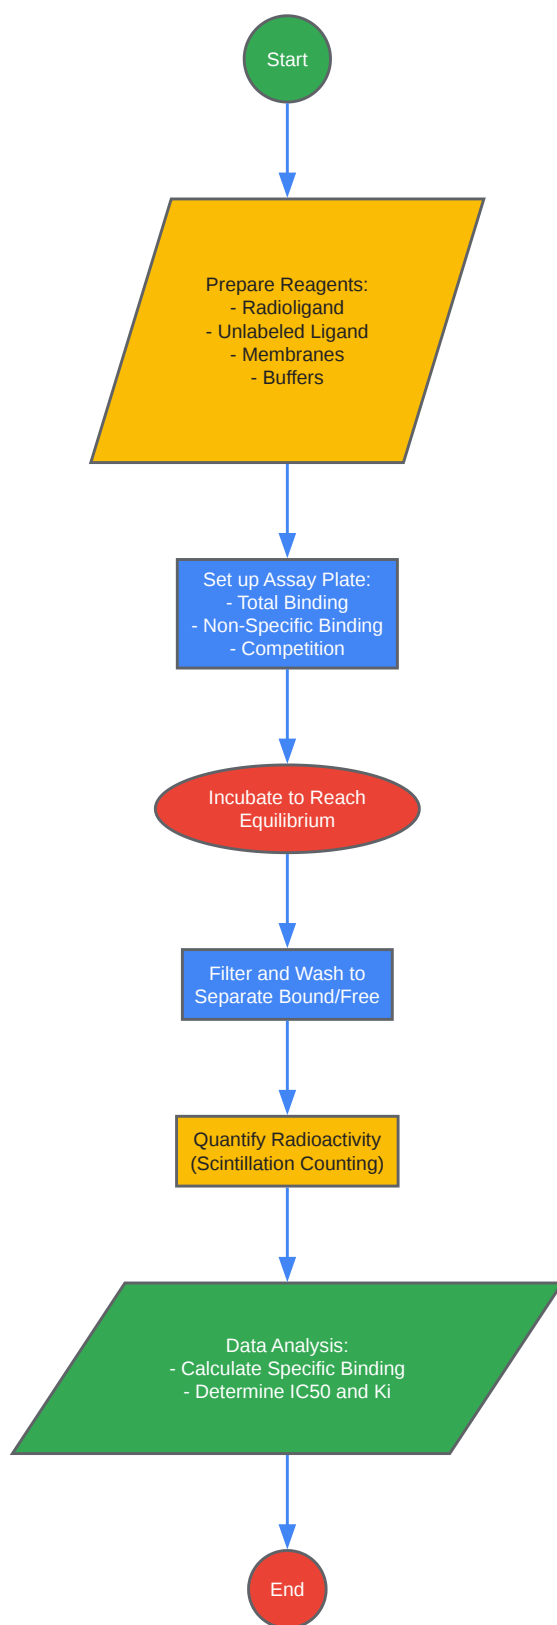 Start
Prepare Reagents:
- Radioligand
- Unlabeled Ligand
- Membranes
- Buffers
Set up Assay Plate:
- Total Binding
- Non-Specific Binding
- Competition
Incubate to Reach
Equilibrium
Filter and Wash to
Separate Bound/Free
Quantify Radioactivity
(Scintillation Counting)
Data Analysis:
- Calculate Specific Binding
- Determine IC50 and Ki
End